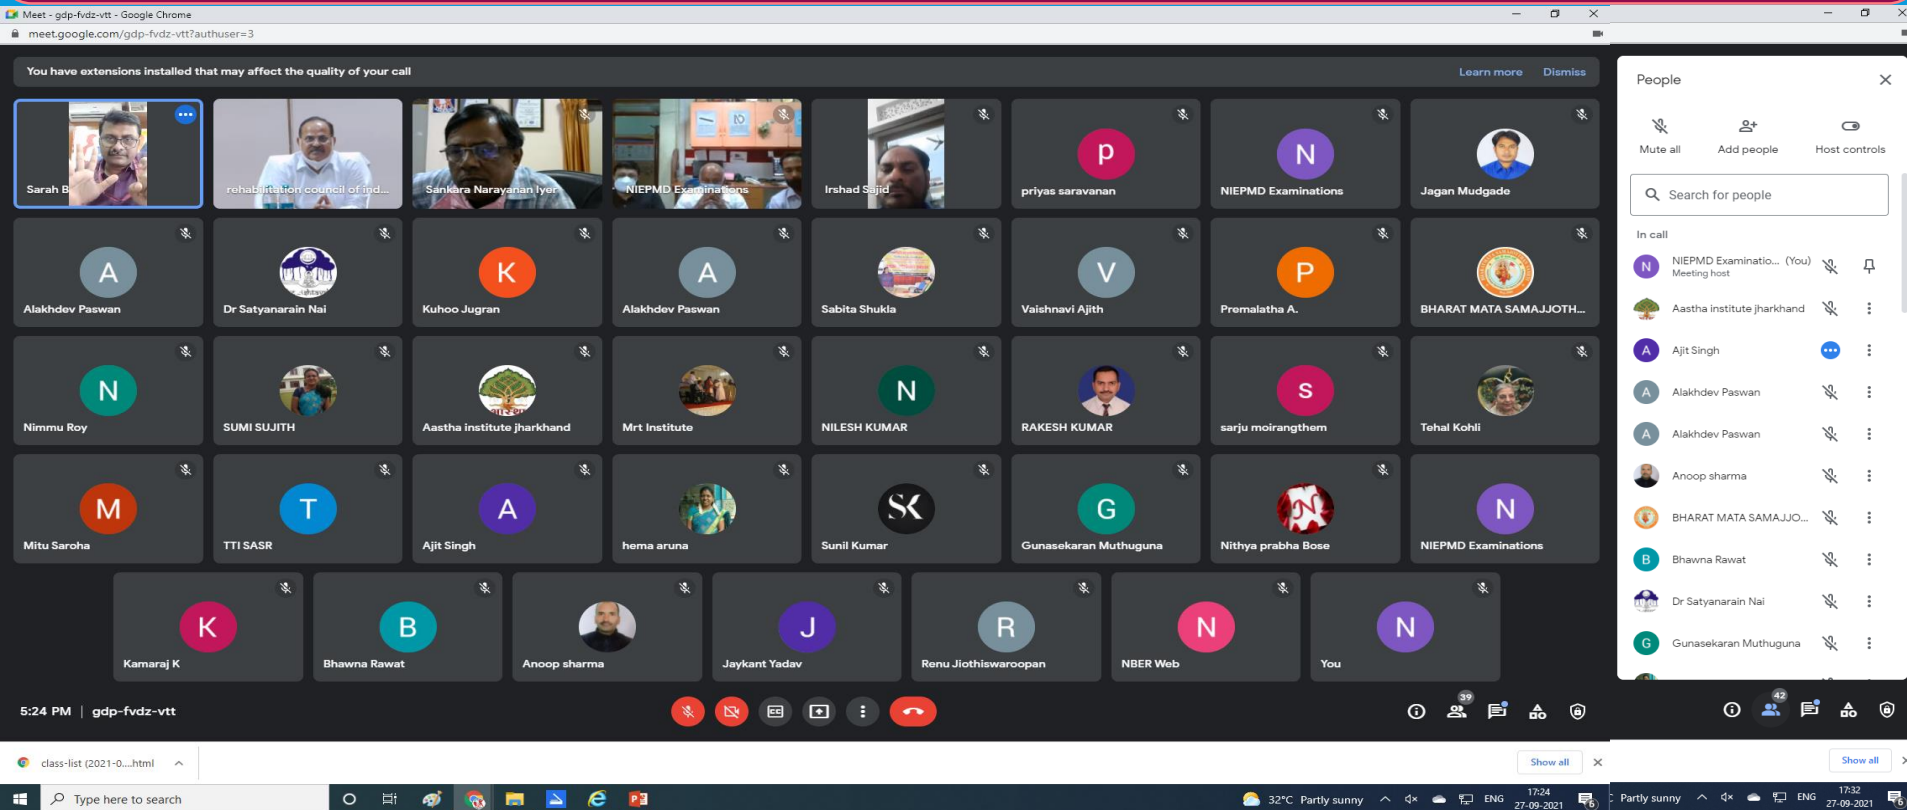 Meet - gdp-fvdz-vtt - Google Chrome
meet.google.com/gdp-fvdz-vtt?authuser=3
You have extensions installed that may affect the quality of your call
Learn more Dismiss
Sarah B
rehabilitation council of ind...
Sankara Narayanan Iyer
NIEPMD Examinations
Irshad Sajid
p
priyas saravanan
N
NIEPMD Examinations
Jagan Mudgade
A
Alakhdev Paswan
Dr Satyanarain Nai
K
Kuhoo Jugran
A
Alakhdev Paswan
Sabita Shukla
V
Vaishnavi Ajith
P
Premalatha A.
BHARAT MATA SAMAJJOTH...
N
Nimmu Roy
SUMI SUJITH
Aastha institute jharkhand
Mrt Institute
N
NILESH KUMAR
RAKESH KUMAR
s
sarju moirangthem
Tehal Kohli
M
Mitu Saroha
T
TTI SASR
A
Ajit Singh
hema aruna
SK
Sunil Kumar
G
Gunasekaran Muthuguna
N
Nithya prabha Bose
N
NIEPMD Examinations
K
Kamaraj K
B
Bhawna Rawat
Anoop sharma
J
Jaykant Yadav
R
Renu Jiothiswaroopan
N
NBER Web
N
You
5:24 PM | gdp-fvdz-vtt
CC
39
class-list (2021-0....html
Show all
Type here to search
32°C Partly sunny
ENG
17:24
27-09-2021
6
People
Mute all
Add people
Host controls
Search for people
In call
N
NIEPMD Examinatio... (You)
Meeting host
Aastha institute jharkhand
A
Ajit Singh
A
Alakhdev Paswan
A
Alakhdev Paswan
Anoop sharma
BHARAT MATA SAMAJJO...
B
Bhawna Rawat
Dr Satyanarain Nai
G
Gunasekaran Muthuguna
42
Show all
Partly sunny
ENG
17:32
27-09-2021
6